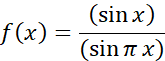 f(x) = (sin x) / (sin π x)